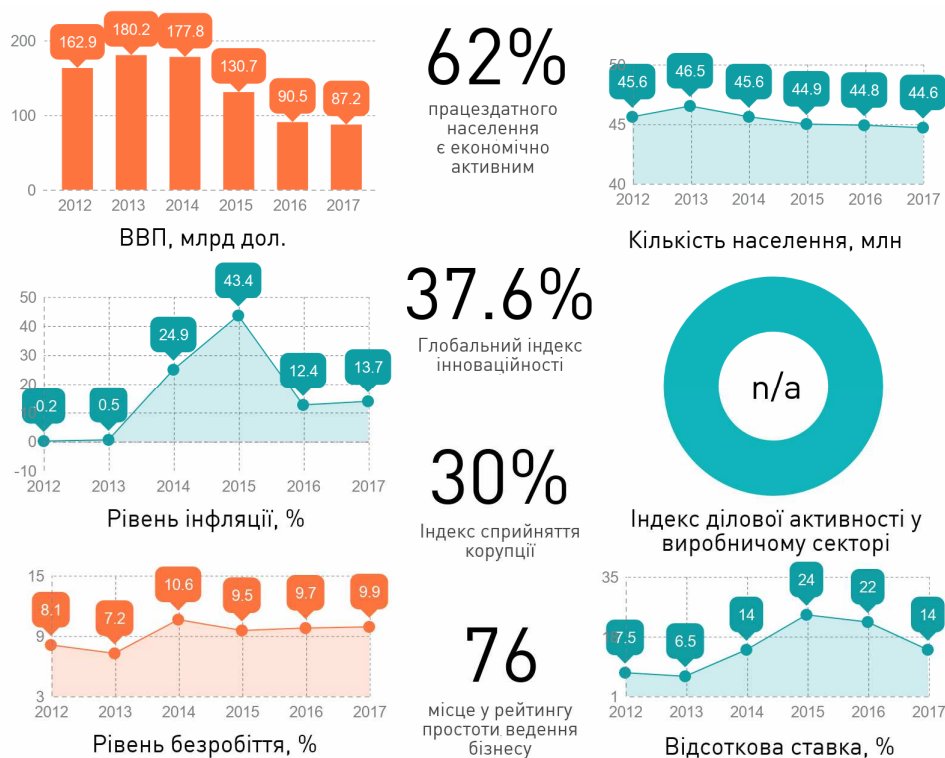 200
100
0
162.9
180.2
177.8
130.7
90.5
87.2
2012 2013 2014 2015 2016 2017
ВВП, млрд дол.
62%
працездатного
населення
є економічно
активним
50
45
40
45.6
46.5
45.6
44.9
44.8
44.6
2012 2013 2014 2015 2016 2017
Кількість населення, млн
50
40
30
20
10
0
-10
0.2
0.5
24.9
43.4
12.4
13.7
2012 2013 2014 2015 2016 2017
Рівень інфляції, %
37.6%
Глобальний індекс
інноваційності
n/a
Індекс ділової активності у
виробничому секторі
30%
Індекс сприйняття
корупції
15
9
3
8.1
7.2
10.6
9.5
9.7
9.9
2012 2013 2014 2015 2016 2017
Рівень безробіття, %
76
місце у рейтингу
простоти ведення
бізнесу
35
18
1
7.5
6.5
14
24
22
14
2012 2013 2014 2015 2016 2017
Відсоткова ставка, %